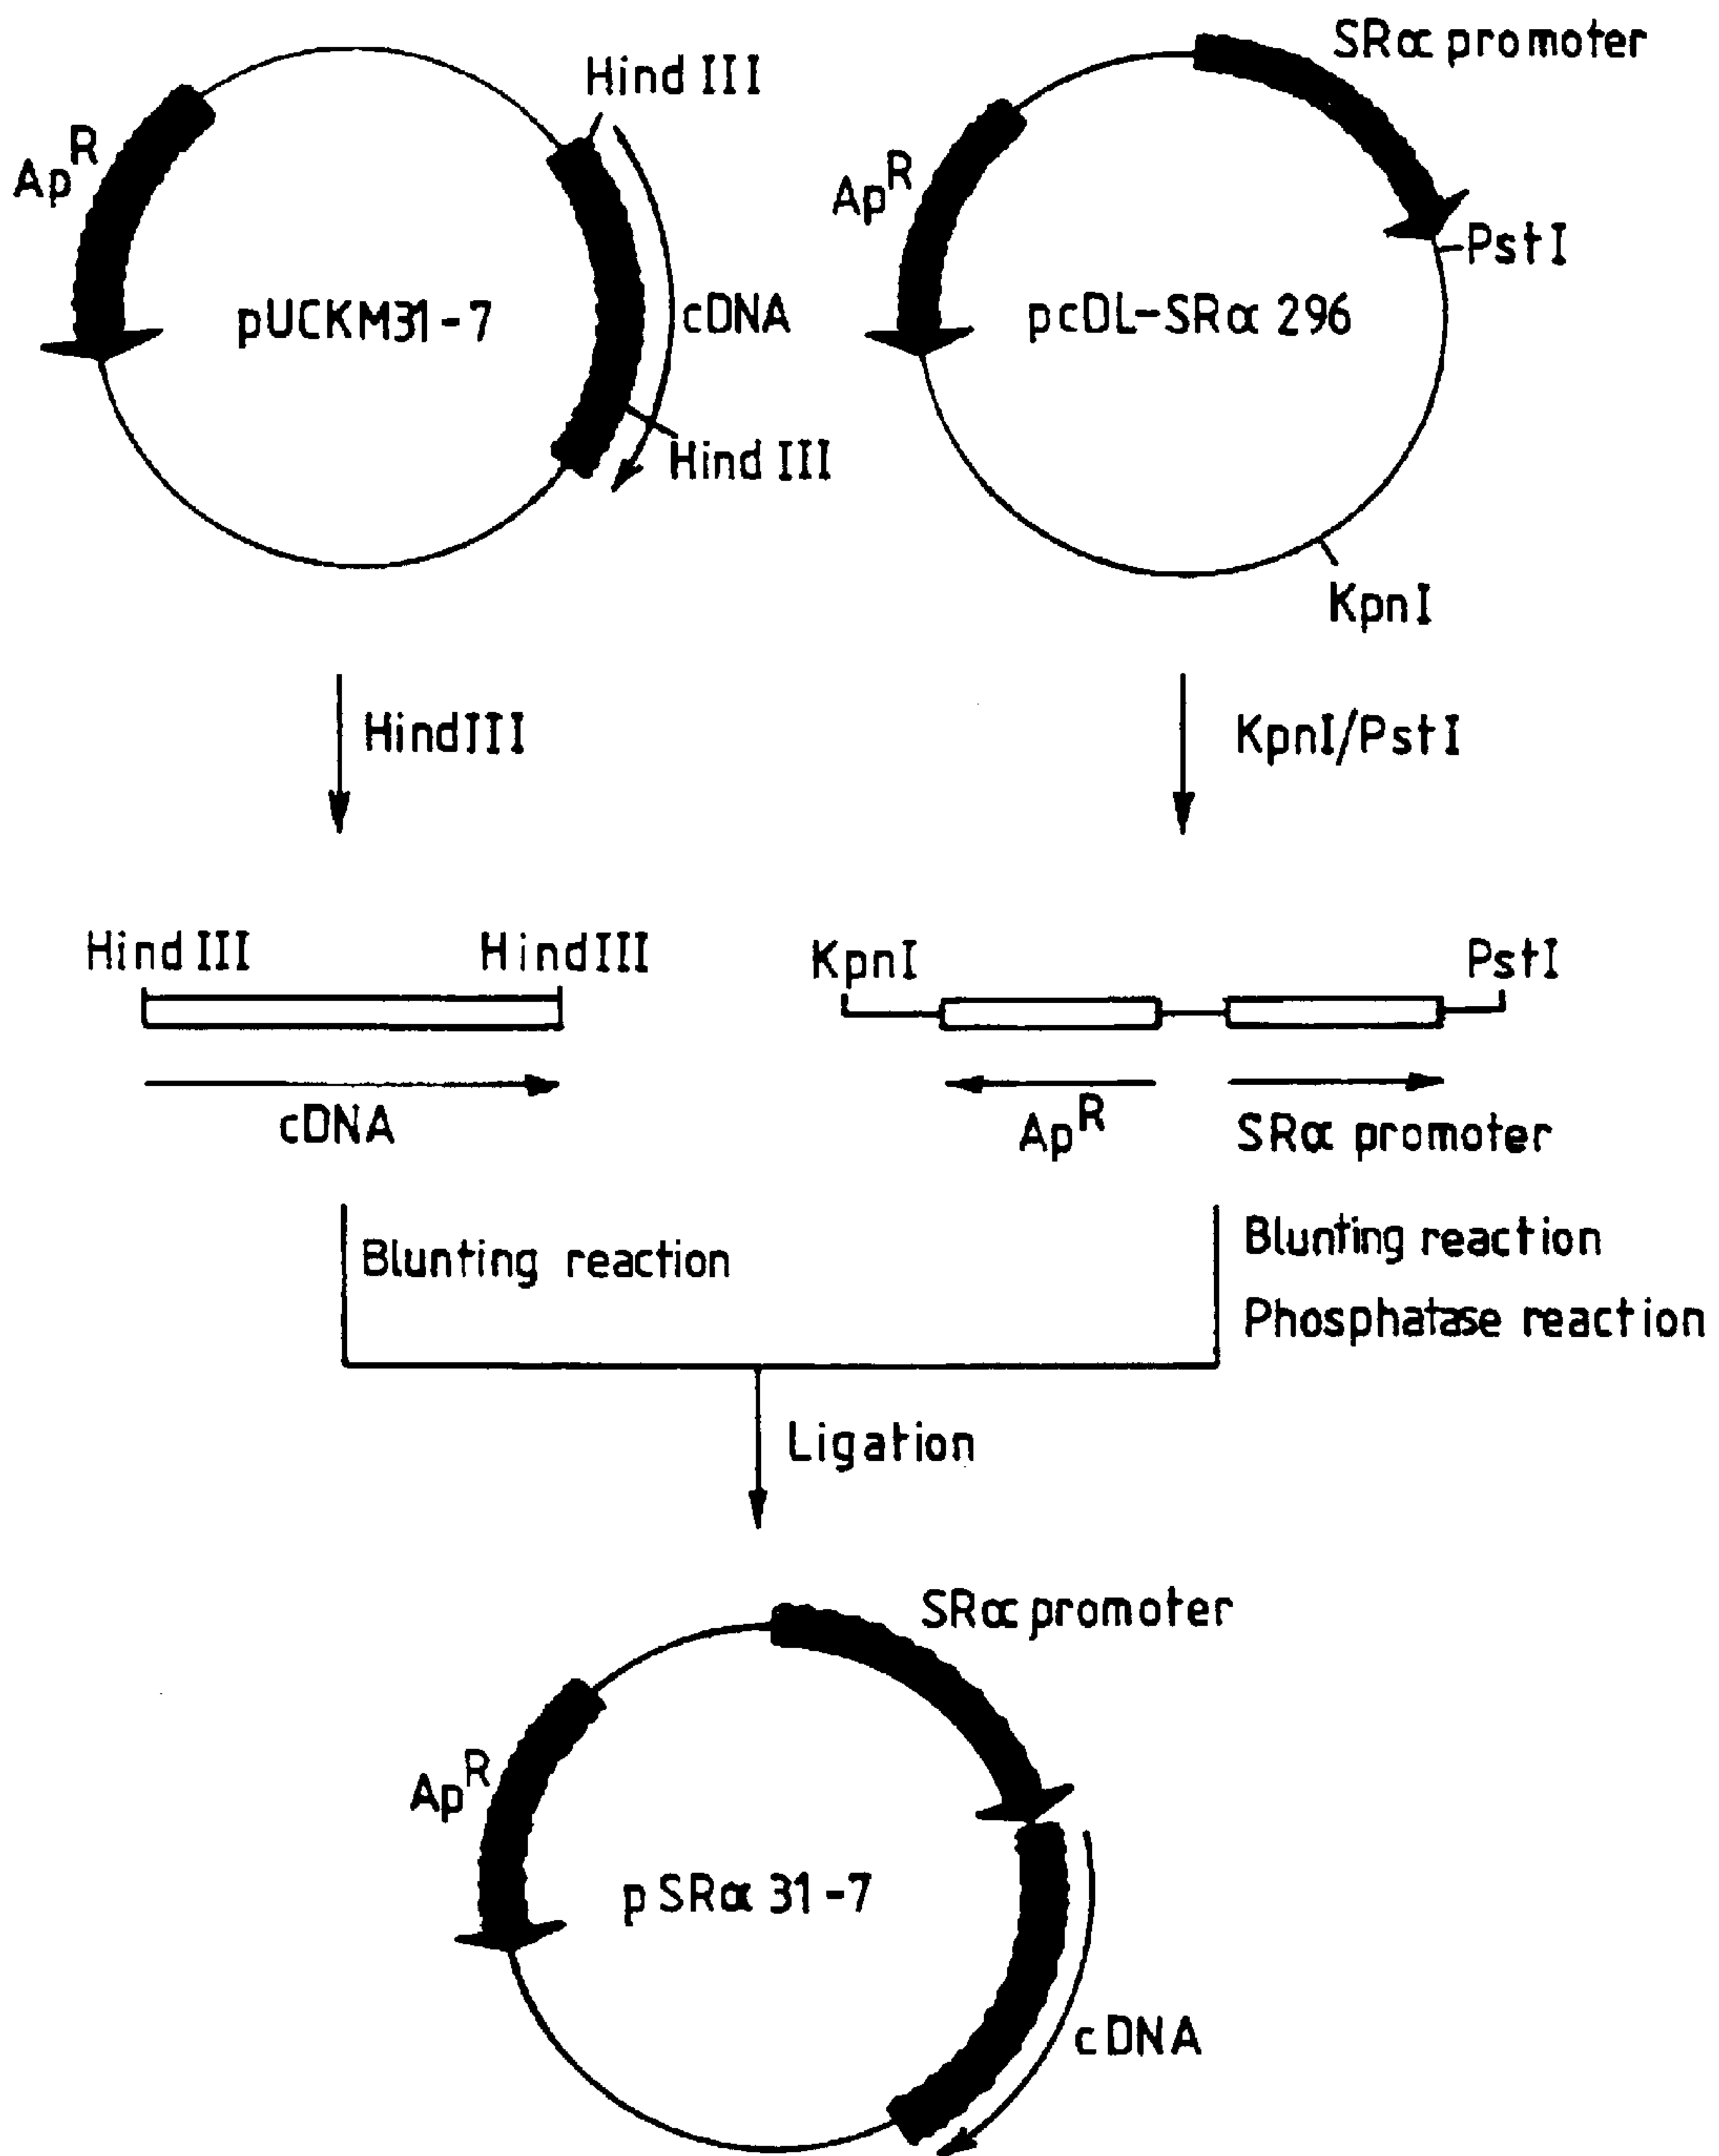 SRα promoter
Hind III
Ap^R
Ap^R
PstI
pUCKM31-7
cDNA
pcDL-SRα 296
Hind III
KpnI
HindIII
KpnI/PstI
Hind III
HindIII
KpnI
PstI
cDNA
Ap^R
SRα promoter
Blunting reaction
Blunting reaction
Phosphatase reaction
Ligation
SRα promoter
Ap^R
pSRα 31-7
cDNA